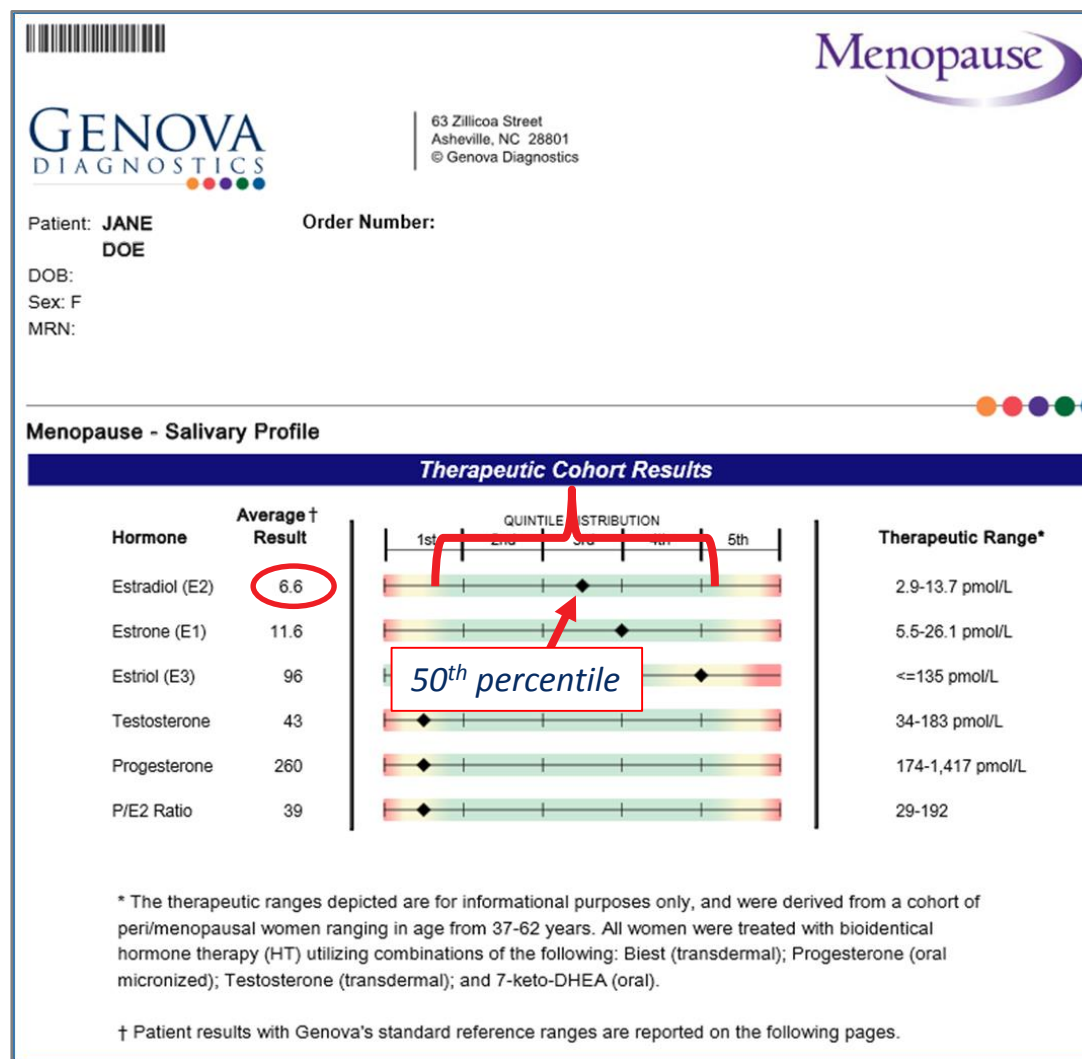 Menopause
GENOVA
DIAGNOSTICS
63 Zillicoa Street
Asheville, NC 28801
© Genova Diagnostics
Patient: JANE DOE
Order Number:
DOB:
Sex: F
MRN:
Menopause - Salivary Profile
Therapeutic Cohort Results
Hormone Average † Result QUINTILE DISTRIBUTION Therapeutic Range*
1st 2nd 3rd 4th 5th
Estradiol (E2) 6.6 2.9-13.7 pmol/L
Estrone (E1) 11.6 5.5-26.1 pmol/L
50th percentile
Estriol (E3) 96 <=135 pmol/L
Testosterone 43 34-183 pmol/L
Progesterone 260 174-1,417 pmol/L
P/E2 Ratio 39 29-192
* The therapeutic ranges depicted are for informational purposes only, and were derived from a cohort of
peri/menopausal women ranging in age from 37-62 years. All women were treated with bioidentical
hormone therapy (HT) utilizing combinations of the following: Biest (transdermal); Progesterone (oral
micronized); Testosterone (transdermal); and 7-keto-DHEA (oral).
† Patient results with Genova's standard reference ranges are reported on the following pages.